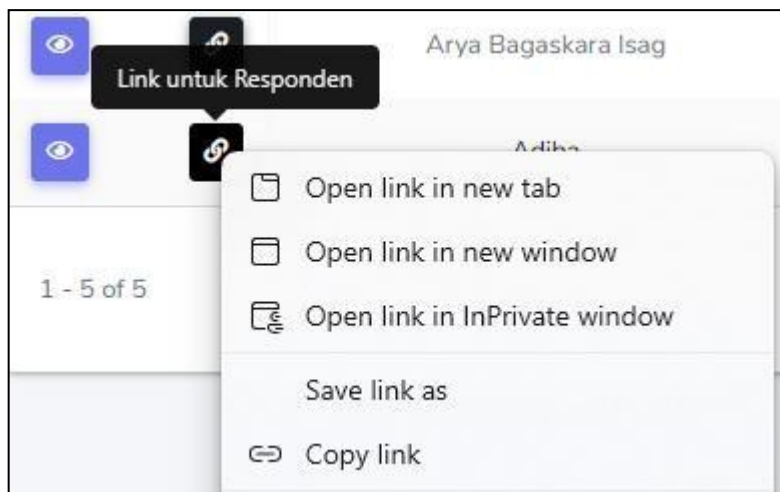 Arya Bagaskara Isag
Link untuk Responden
Adiba
Open link in new tab
Open link in new window
1 - 5 of 5
Open link in InPrivate window
Save link as
Copy link